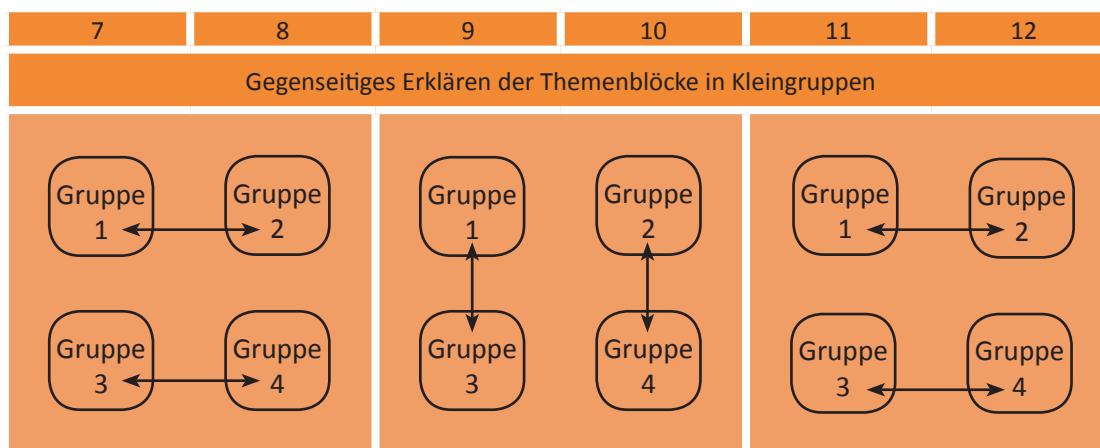 7 8 9 10 11 12
Gegenseitiges Erklären der Themenblöcke in Kleingruppen
Gruppe 1
Gruppe 2
Gruppe 3
Gruppe 4
Gruppe 1
Gruppe 2
Gruppe 3
Gruppe 4
Gruppe 1
Gruppe 2
Gruppe 3
Gruppe 4